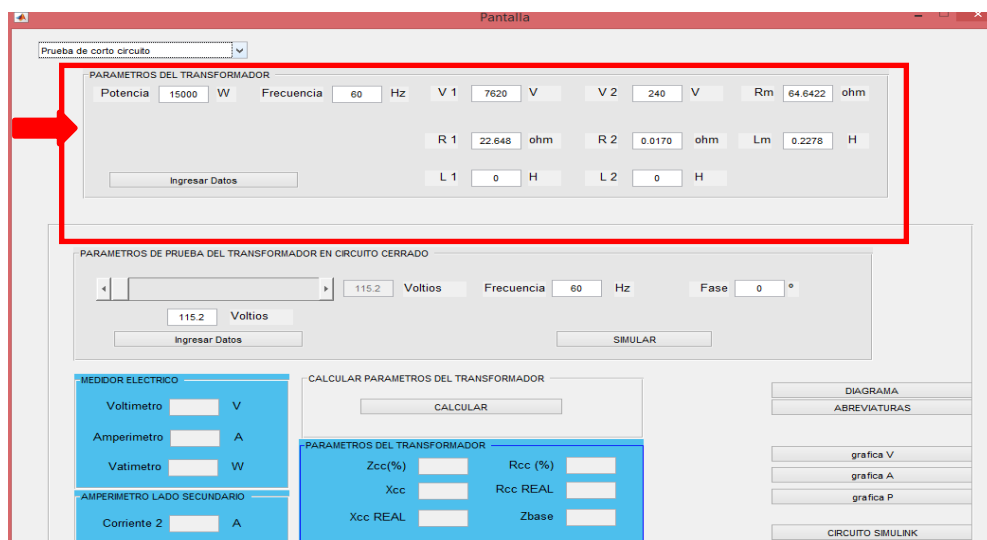 Pantalla
Prueba de corto circuito
PARAMETROS DEL TRANSFORMADOR
Potencia 15000 W Frecuencia 60 Hz V 1 7620 V V 2 240 V Rm 64.6422 ohm
R 1 22.648 ohm R 2 0.0170 ohm Lm 0.2278 H
Ingresar Datos L 1 0 H L 2 0 H
PARAMETROS DE PRUEBA DEL TRANSFORMADOR EN CIRCUITO CERRADO
115.2 Voltios Frecuencia 60 Hz Fase 0 º
115.2 Voltios
Ingresar Datos SIMULAR
MEDIDOR ELECTRICO
Voltimetro V
Amperimetro A
Vatimetro W
AMPERIMETRO LADO SECUNDARIO
Corriente 2 A
CALCULAR PARAMETROS DEL TRANSFORMADOR
CALCULAR
PARAMETROS DEL TRANSFORMADOR
Zcc(%) Rcc (%)
Xcc Rcc REAL
Xcc REAL Zbase
DIAGRAMA
ABREVIATURAS
grafica V
grafica A
grafica P
CIRCUITO SIMULINK